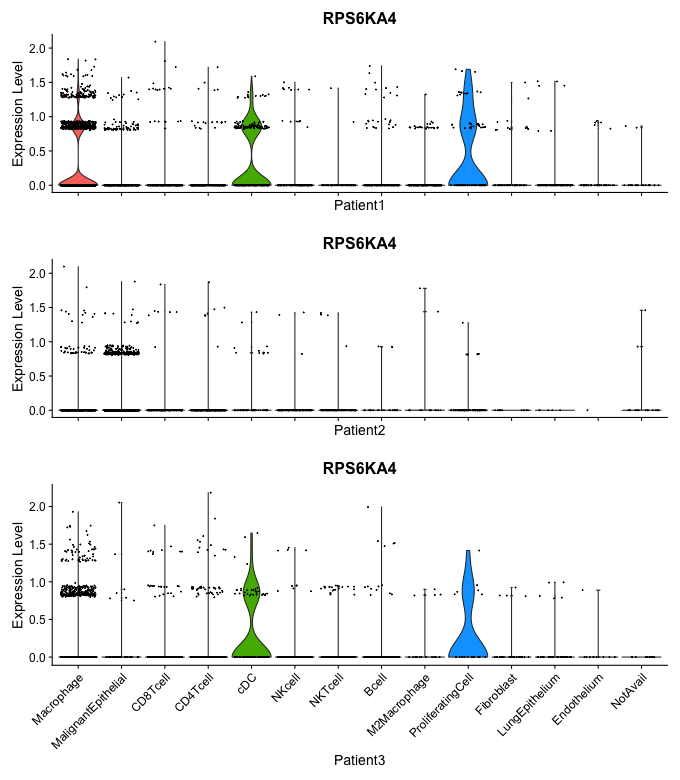 RPS6KA4
Expression Level
2.0
1.5
1.0
0.5
0.0
Patient1
RPS6KA4
Expression Level
2.0
1.5
1.0
0.5
0.0
Patient2
RPS6KA4
Expression Level
2.0
1.5
1.0
0.5
0.0
Macrophage
MalignantEpithelial
CD8Tcell
CD4Tcell
cDC
NKcell
NKTcell
Bcell
M2Macrophage
ProliferatingCell
Fibroblast
LungEpithelium
Endothelium
NotAvail
Patient3